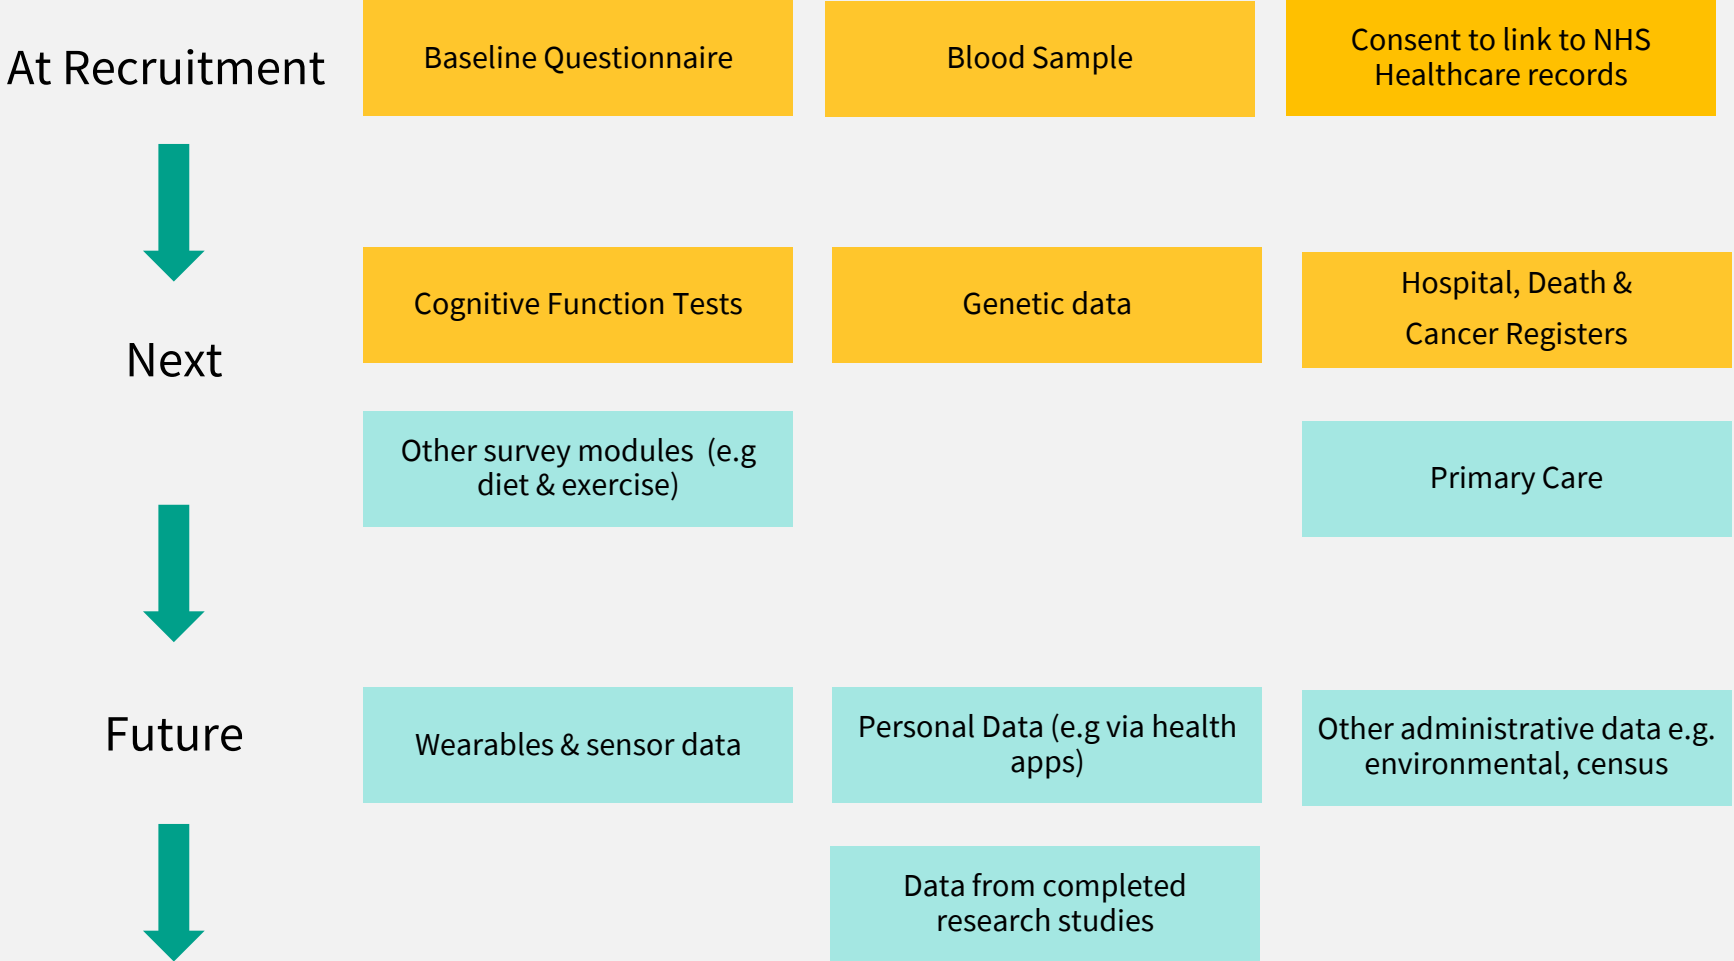 At Recruitment
Baseline Questionnaire
Blood Sample
Consent to link to NHS
Healthcare records
Next
Cognitive Function Tests
Genetic data
Hospital, Death &
Cancer Registers
Other survey modules  (e.g
diet & exercise)
Primary Care
Future
Wearables & sensor data
Personal Data (e.g via health
apps)
Other administrative data e.g.
environmental, census
Data from completed
research studies